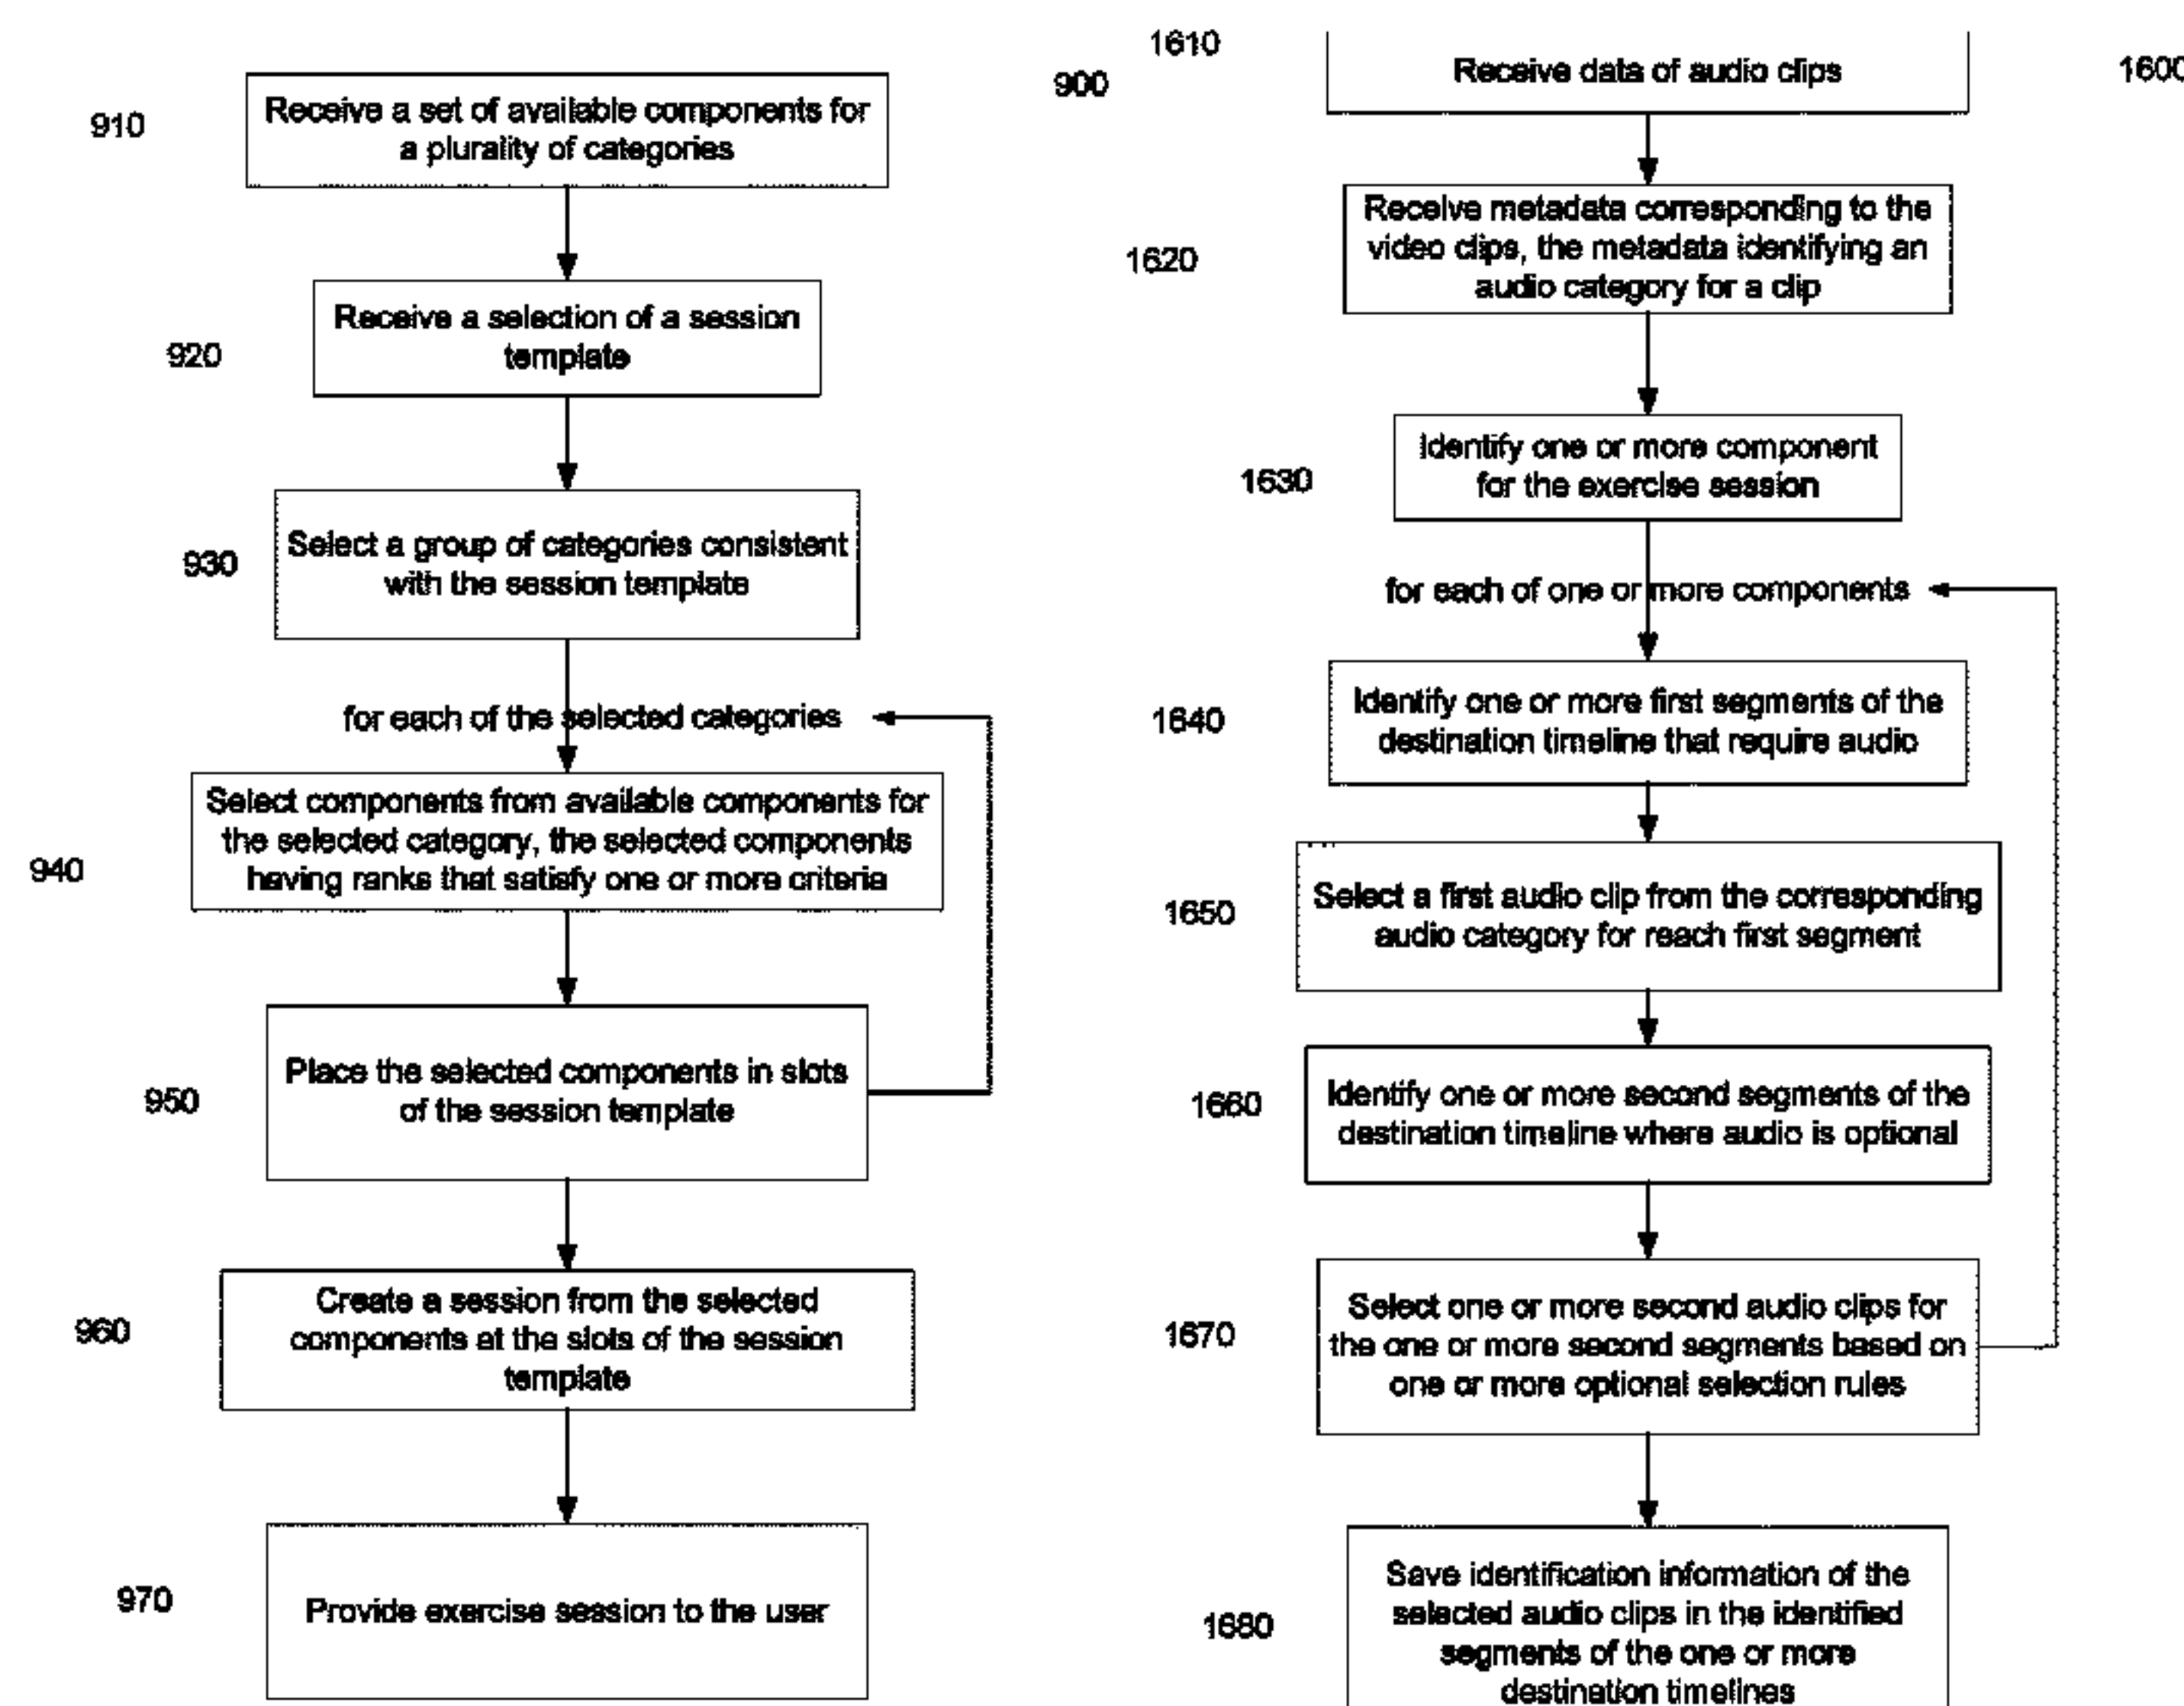 900
910
Receive a set of available components for
a plurality of categories
920
Receive a selection of a session
template
930
Select a group of categories consistent
with the session template
for each of the selected categories
940
Select components from available components for
the selected category, the selected components
having ranks that satisfy one or more criteria
950
Place the selected components in slots
of the session template
960
Create a session from the selected
components at the slots of the session
template
970
Provide exercise session to the user
1600
1610
Receive data of audio clips
1620
Receive metadata corresponding to the
video clips, the metadata identifying an
audio category for a clip
1630
Identify one or more component
for the exercise session
for each of one or more components
1640
Identify one or more first segments of the
destination timeline that require audio
1650
Select a first audio clip from the corresponding
audio category for reach first segment
1660
Identify one or more second segments of the
destination timeline where audio is optional
1670
Select one or more second audio clips for
the one or more second segments based on
one or more optional selection rules
1680
Save identification information of the
selected audio clips in the identified
segments of the one or more
destination timelines